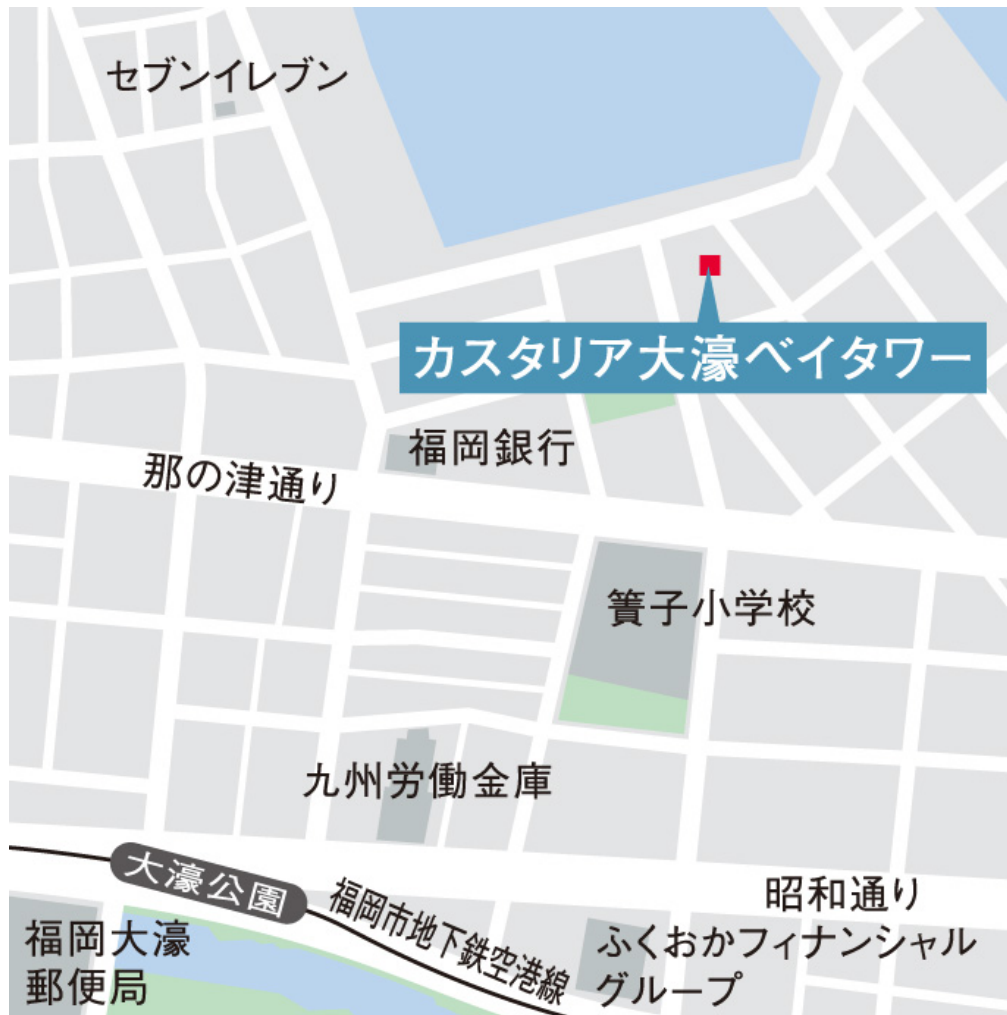 セブンイレブン
カスタリア大濠ベイタワー
福岡銀行
那の津通り
簀子小学校
九州労働金庫
大濠公園
福岡市地下鉄空港線
昭和通り
福岡大濠
郵便局
ふくおかフィナンシャル
グループ